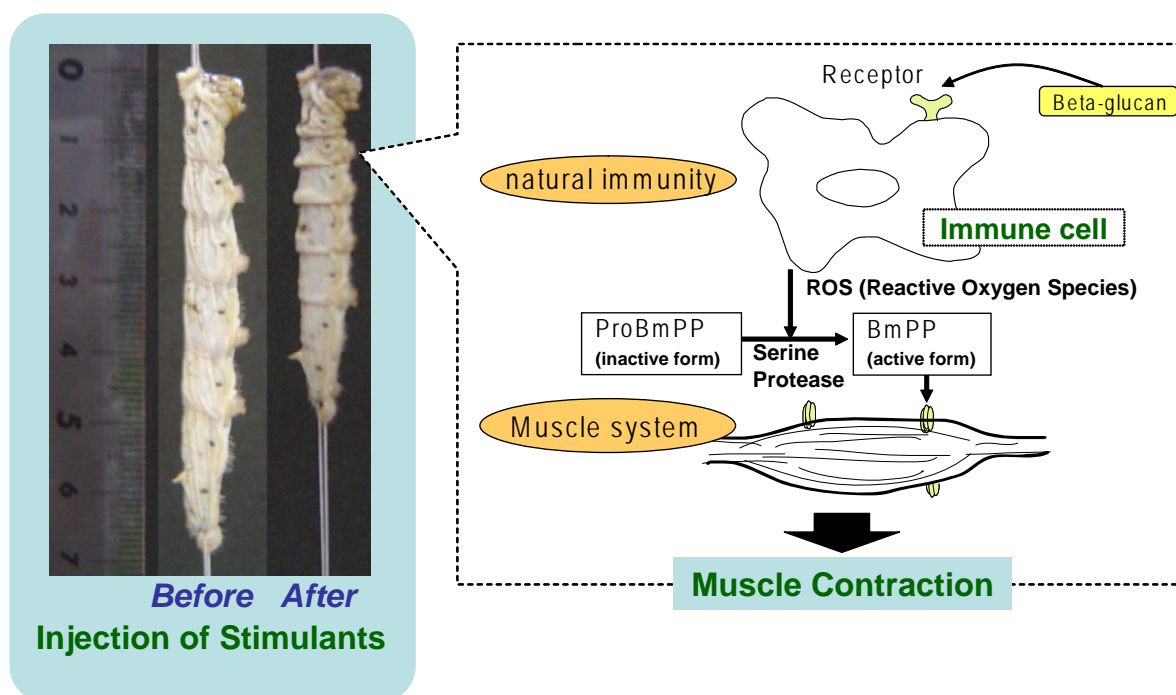 0
1
2
3
4
5
6
7
Before After
Injection of Stimulants
Receptor
Beta-glucan
natural immunity
Immune cell
ROS (Reactive Oxygen Species)
ProBmPP
(inactive form)
Serine
Protease
BmPP
(active form)
Muscle system
Muscle Contraction